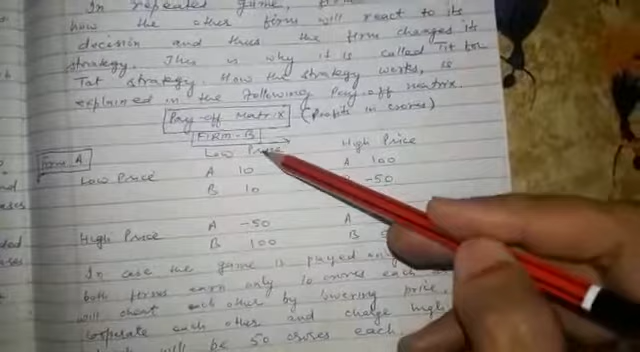 In repeated game,
how the other firm will react to its
decision and thus the firm changes its
strategy. This is why it is called Tit for
Tat strategy. How this strategy works, is
explained in the following Pay-off matrix.
Pay-off Matrix (Profits in crores)
FIRM-B
Firm A Low Price High Price
Low Price A 10 A 100
B 10 -50
High Price A -50 A
B 100 B
In case the game is payed
both firms earn only 10 crores each
will cheat each other by lowering price.
cooperate each other and charge high
will be 50 crores each.